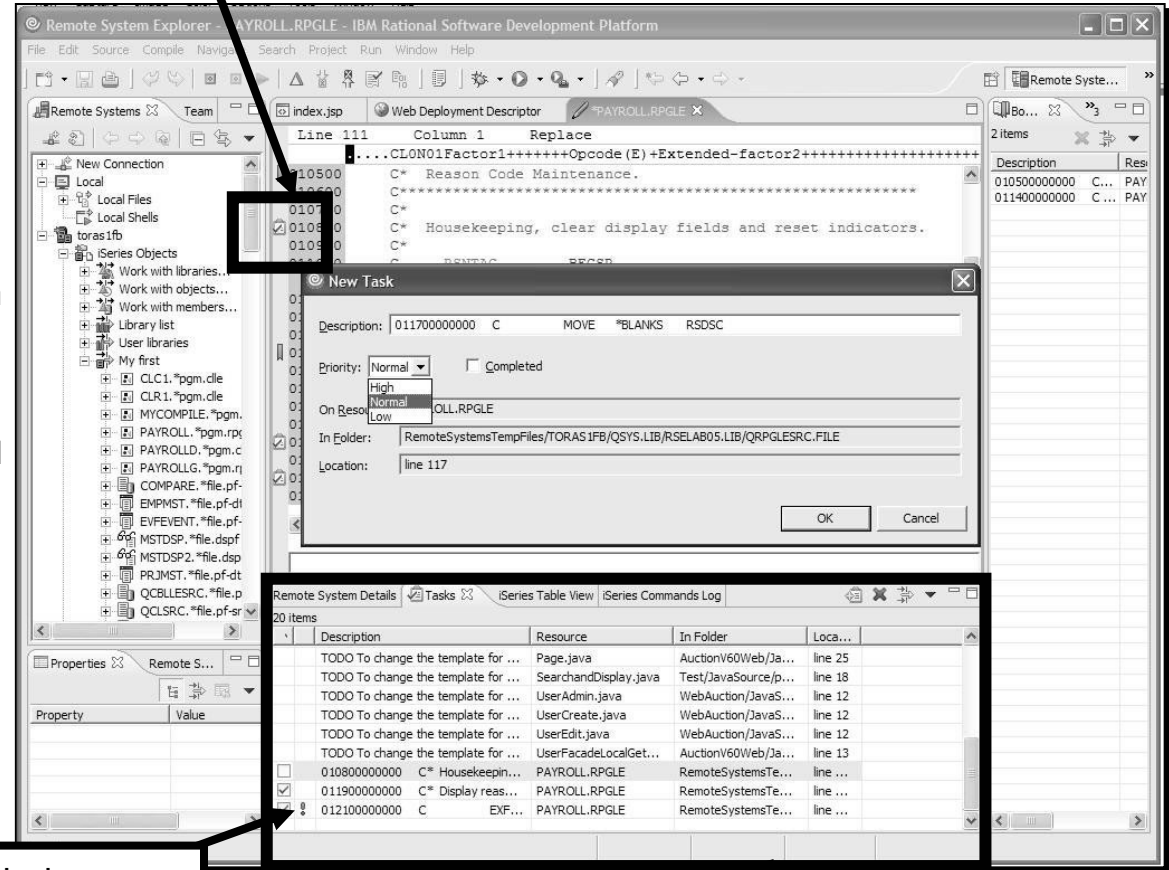 Remote System Explorer - PAYROLL.RPGLE - IBM Rational Software Development Platform
File Edit Source Compile Navigate Search Project Run Window Help
Remote Syste... »
Remote Systems Team
index.jsp Web Deployment Descriptor *PAYROLL.RPGLE
Bo... »3
2 items
Description Res
010500000000 C... PAY
011400000000 C ... PAY
New Connection
Local
Local Files
Local Shells
toras1fb
iSeries Objects
Work with libraries...
Work with objects...
Work with members...
Library list
User libraries
My first
CLC1.*pgm.clle
CLR1.*pgm.clle
MYCOMPILE.*pgm.
PAYROLL.*pgm.rpg
PAYROLLD.*pgm.c
PAYROLLG.*pgm.r
COMPARE.*file.pf-
EMPMST.*file.pf-dt
EVFEVENT.*file.pf-
MSTDSP.*file.dspf
MSTDSP2.*file.dsp
PRJMST.*file.pf-dt
QCBLLESRC.*file.p
QCLSRC.*file.pf-sr
Line 111 Column 1 Replace
.....CL0N01Factor1+++++++Opcode(E)+Extended-factor2++++++++++++++++++++
010500 C* Reason Code Maintenance.
010600 C*********************************************************
010700 C*
010800 C* Housekeeping, clear display fields and reset indicators.
010900 C*
C RSNTAG BEGSR
New Task
Description: 011700000000 C MOVE *BLANKS RSDSC
Priority: Normal Completed
High
Normal
Low
On Resou OLL.RPGLE
In Folder: RemoteSystemsTempFiles/TORAS1FB/QSYS.LIB/RSELAB05.LIB/QRPGLESRC.FILE
Location: line 117
OK Cancel
Remote System Details Tasks iSeries Table View iSeries Commands Log
20 items
Description Resource In Folder Loca...
TODO To change the template for ... Page.java AuctionV60Web/Ja... line 25
TODO To change the template for ... SearchandDisplay.java Test/JavaSource/p... line 18
TODO To change the template for ... UserAdmin.java WebAuction/JavaS... line 12
TODO To change the template for ... UserCreate.java WebAuction/JavaS... line 12
TODO To change the template for ... UserEdit.java WebAuction/JavaS... line 12
TODO To change the template for ... UserFacadeLocalGet... AuctionV60Web/Ja... line 13
010800000000 C* Housekeepin... PAYROLL.RPGLE RemoteSystemsTe... line ...
011900000000 C* Display reas... PAYROLL.RPGLE RemoteSystemsTe... line ...
012100000000 C EXF... PAYROLL.RPGLE RemoteSystemsTe... line ...
Properties Remote S...
Property Value